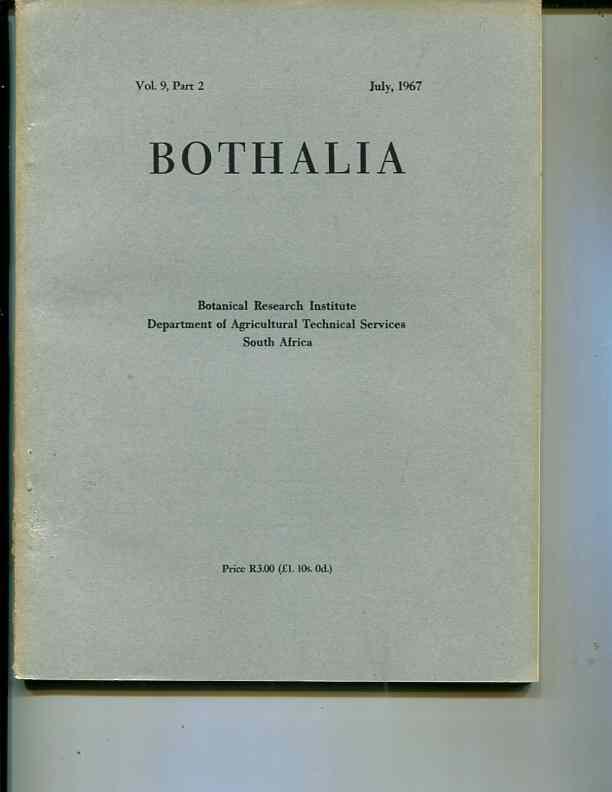 Vol. 9, Part 2 July, 1967
BOTHALIA
Botanical Research Institute
Department of Agricultural Technical Services
South Africa
Price R3.00 (£1. 10s. 0d.)